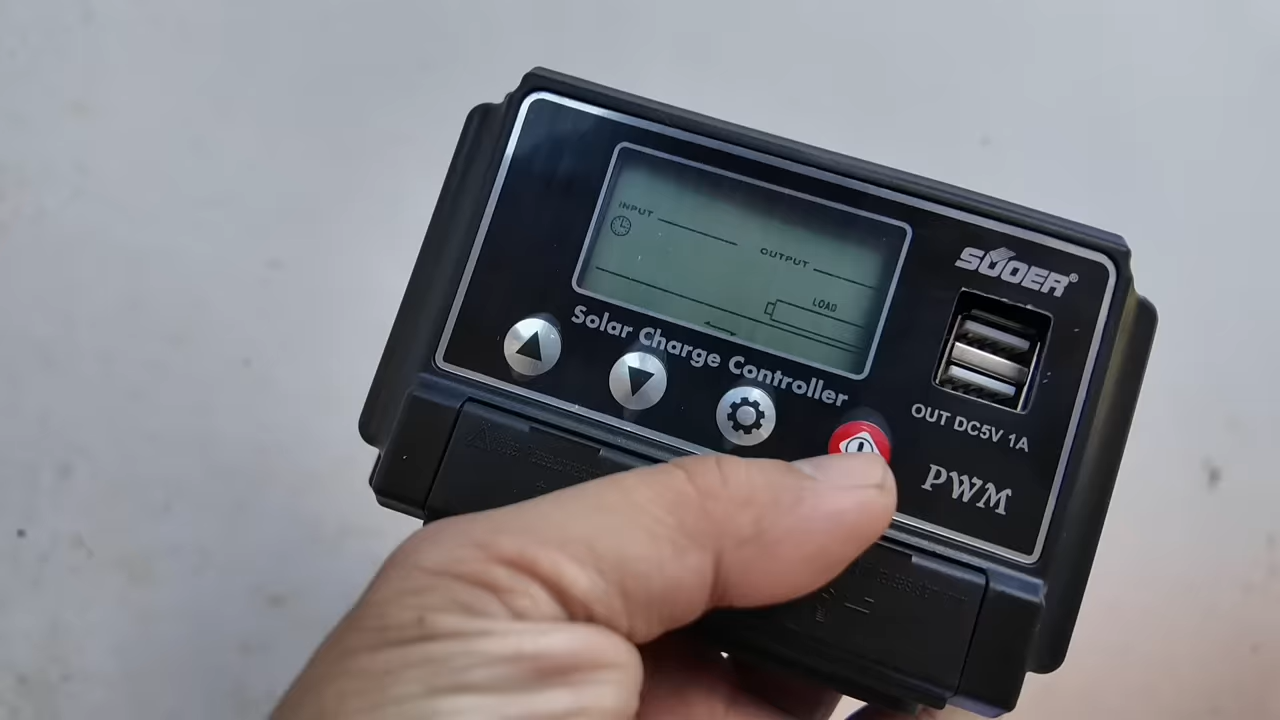 INPUT
OUTPUT
LOAD
SUOER®
Solar Charge Controller
OUT DC5V 1A
PWM